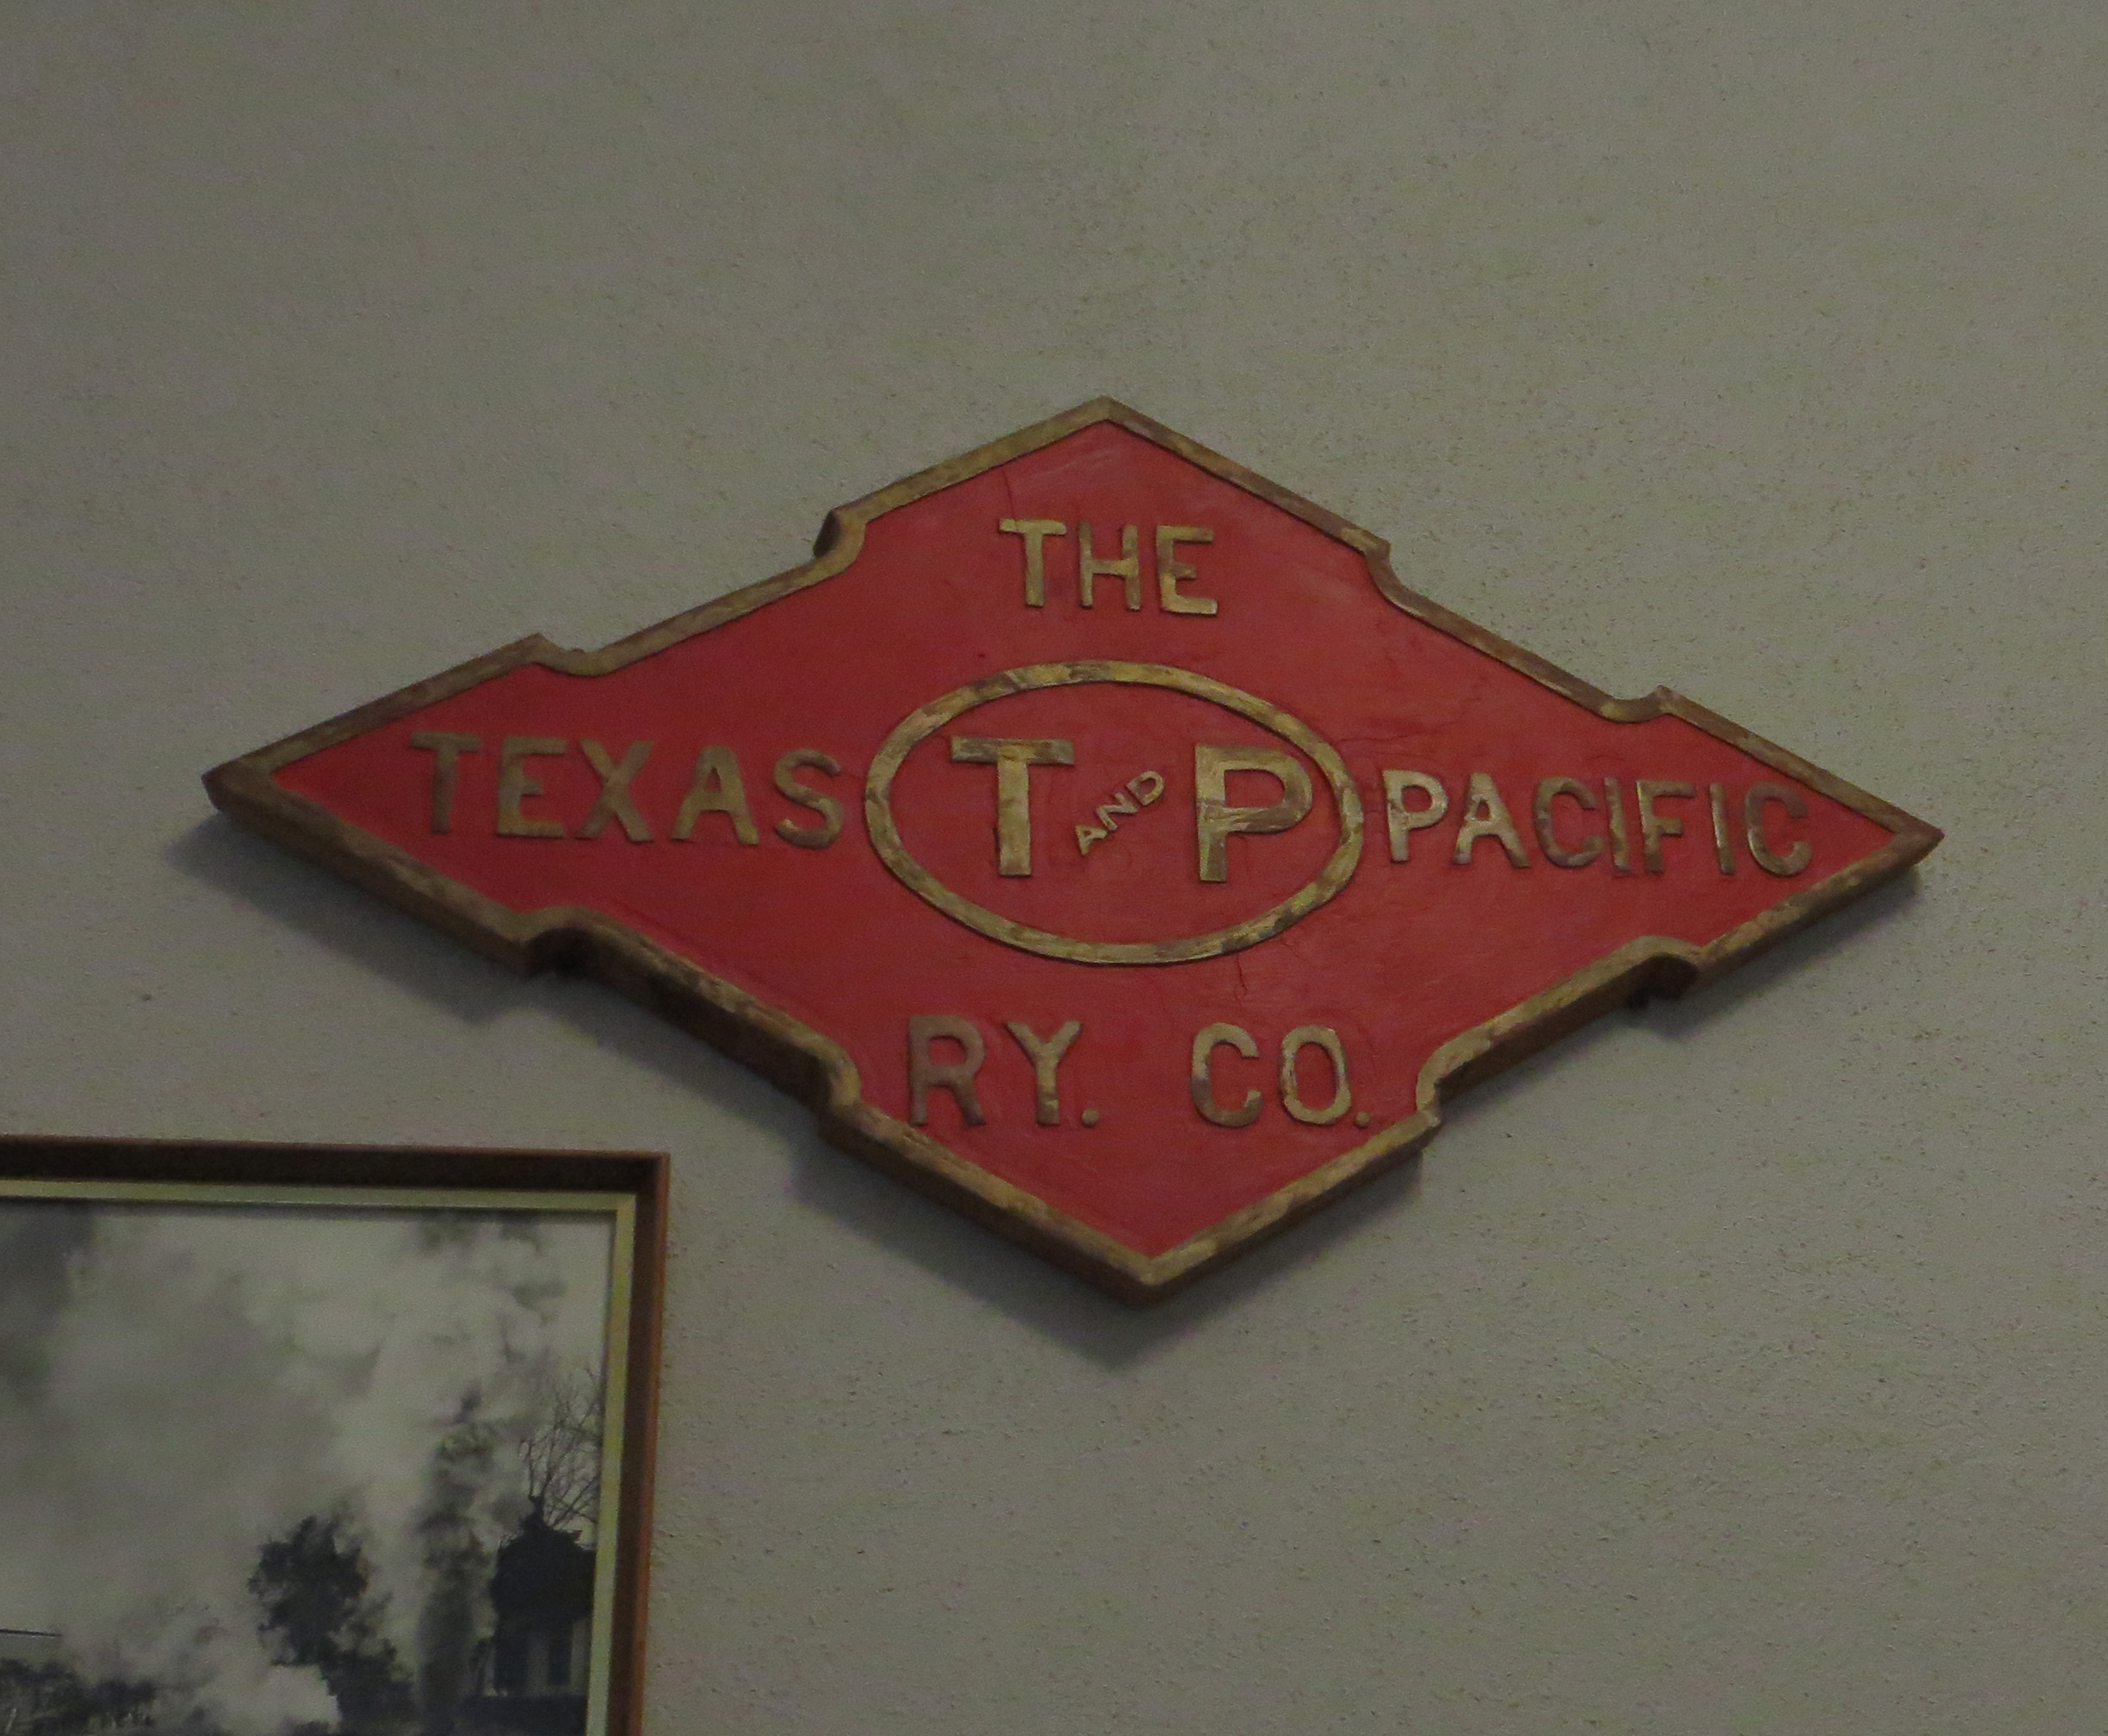 THE
TEXAS T AND P PACIFIC
RY. CO.